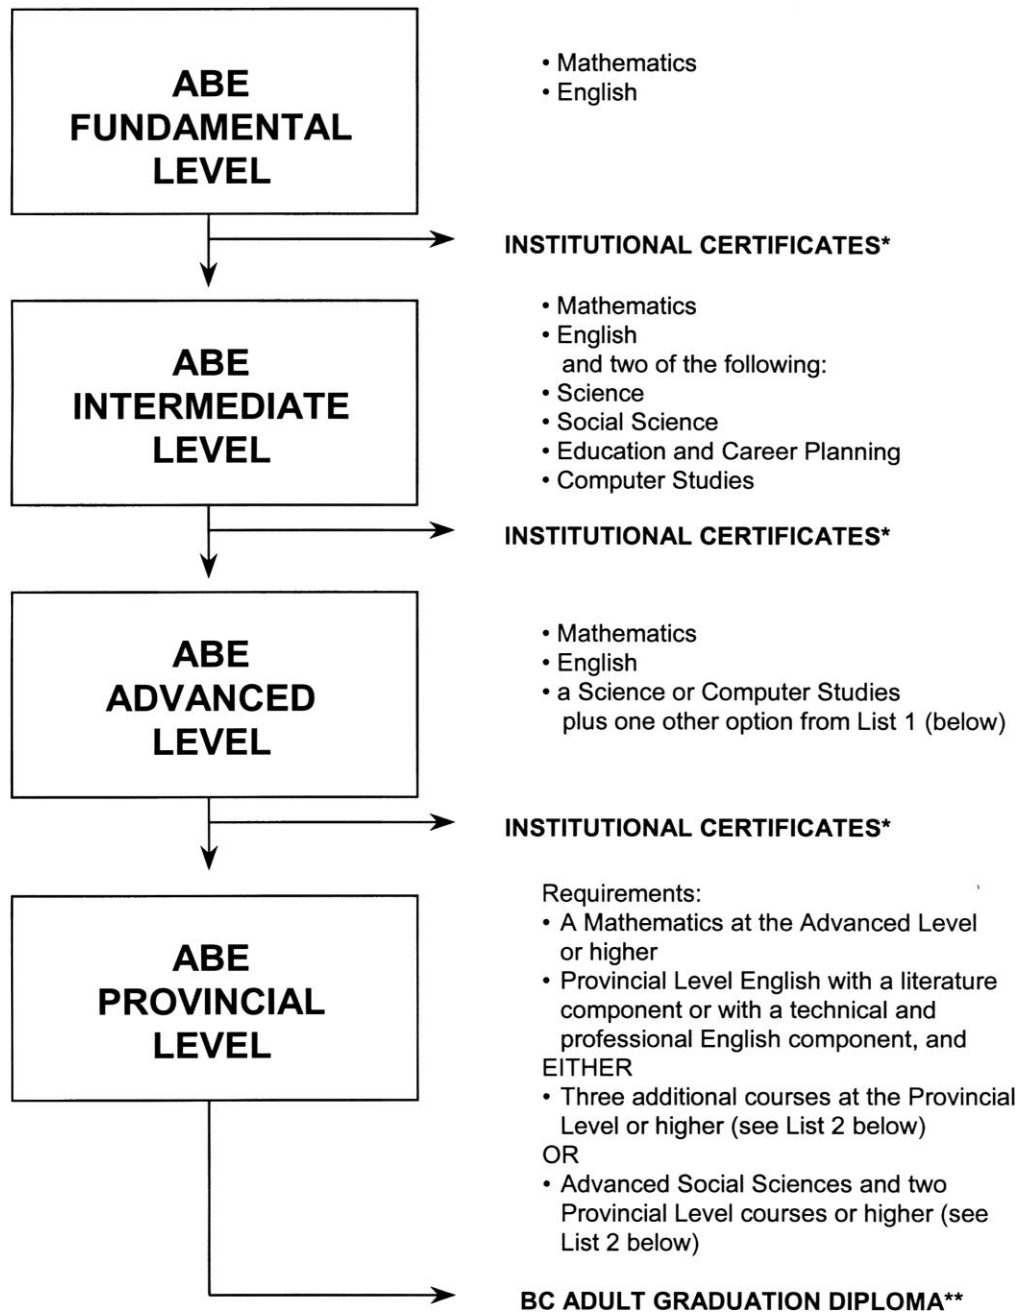 ABE
FUNDAMENTAL
LEVEL
• Mathematics
• English
INSTITUTIONAL CERTIFICATES*
ABE
INTERMEDIATE
LEVEL
• Mathematics
• English
and two of the following:
• Science
• Social Science
• Education and Career Planning
• Computer Studies
INSTITUTIONAL CERTIFICATES*
ABE
ADVANCED
LEVEL
• Mathematics
• English
• a Science or Computer Studies
plus one other option from List 1 (below)
INSTITUTIONAL CERTIFICATES*
ABE
PROVINCIAL
LEVEL
Requirements:
• A Mathematics at the Advanced Level
or higher
• Provincial Level English with a literature
component or with a technical and
professional English component, and
EITHER
• Three additional courses at the Provincial
Level or higher (see List 2 below)
OR
• Advanced Social Sciences and two
Provincial Level courses or higher (see
List 2 below)
BC ADULT GRADUATION DIPLOMA**